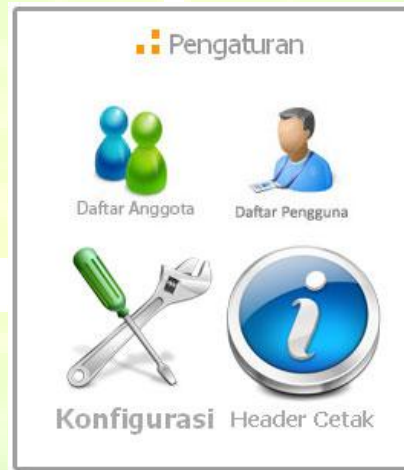 Pengaturan
Daftar Anggota
Daftar Pengguna
Konfigurasi
Header Cetak